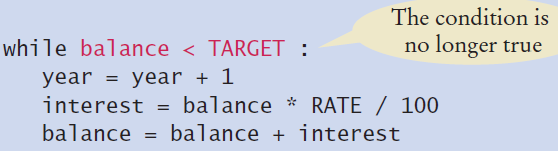 The condition is
no longer true
while balance < TARGET :
year = year + 1
interest = balance * RATE / 100
balance = balance + interest